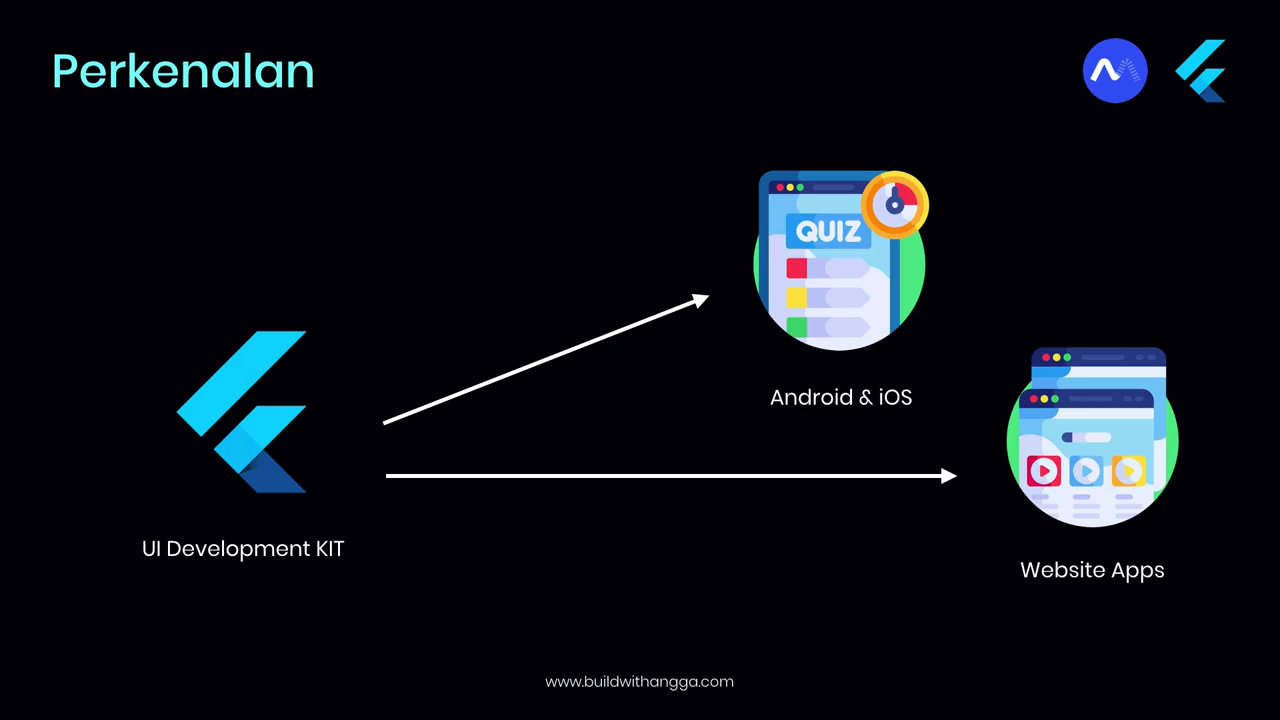 Perkenalan
QUIZ
Android & iOS
UI Development KIT
Website Apps
www.buildwithangga.com